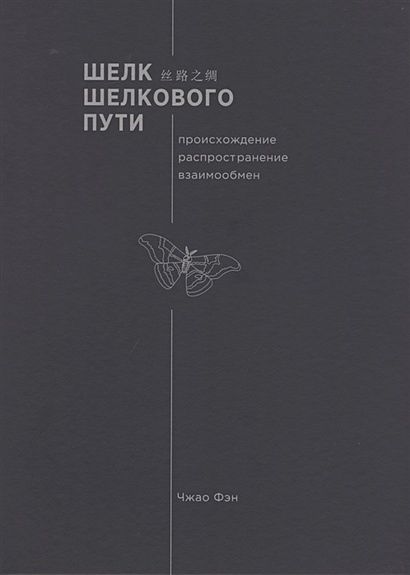 ШЕЛК 丝路之绸
ШЕЛКОВОГО
ПУТИ
происхождение
распространение
взаимообмен
Чжао Фэн